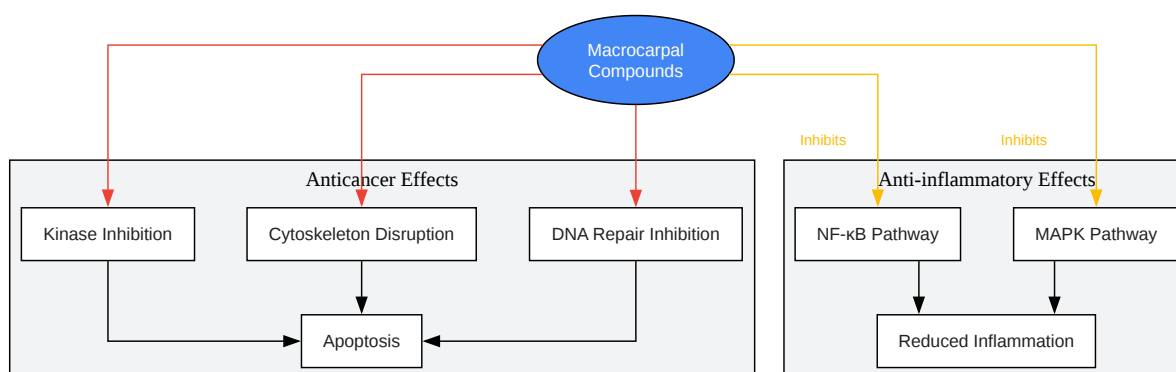 Macrocarpal
Compounds
Inhibits
Inhibits
Anticancer Effects
Anti-inflammatory Effects
Kinase Inhibition
Cytoskeleton Disruption
DNA Repair Inhibition
NF-κB Pathway
MAPK Pathway
Apoptosis
Reduced Inflammation